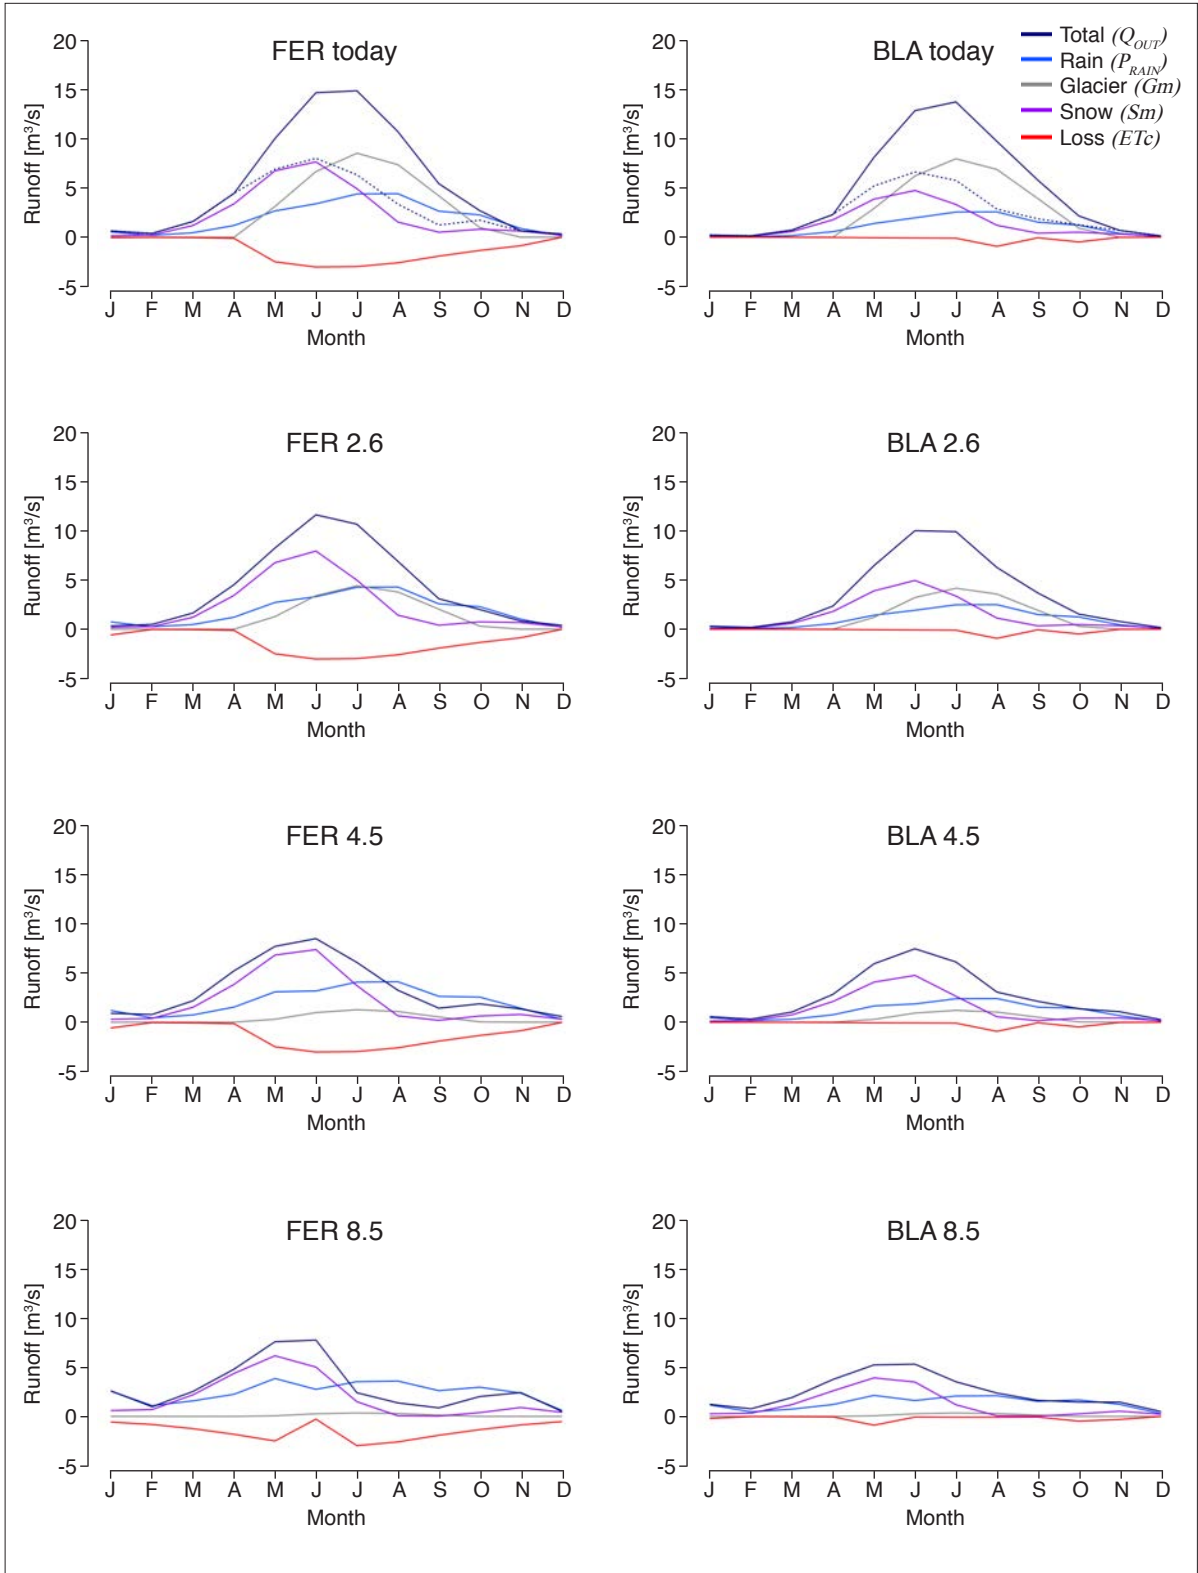 FER today
20
15
10
5
0
-5
Runoff [m³/s]
J F M A M J J A S O N D
Month
BLA today
20
15
10
5
0
-5
Runoff [m³/s]
J F M A M J J A S O N D
Month
Total (Q_OUT)
Rain (P_RAIN)
Glacier (Gm)
Snow (Sm)
Loss (ETc)
FER 2.6
20
15
10
5
0
-5
Runoff [m³/s]
J F M A M J J A S O N D
Month
BLA 2.6
20
15
10
5
0
-5
Runoff [m³/s]
J F M A M J J A S O N D
Month
FER 4.5
20
15
10
5
0
-5
Runoff [m³/s]
J F M A M J J A S O N D
Month
BLA 4.5
20
15
10
5
0
-5
Runoff [m³/s]
J F M A M J J A S O N D
Month
FER 8.5
20
15
10
5
0
-5
Runoff [m³/s]
J F M A M J J A S O N D
Month
BLA 8.5
20
15
10
5
0
-5
Runoff [m³/s]
J F M A M J J A S O N D
Month